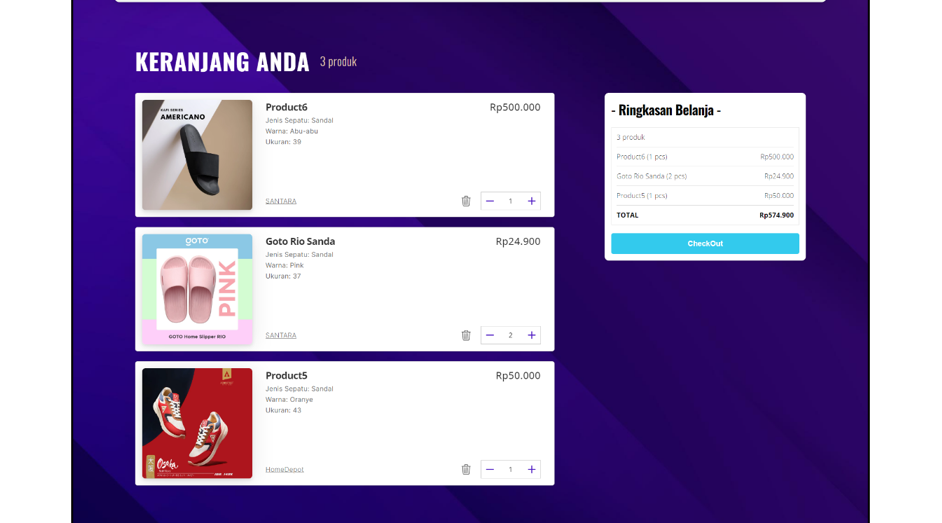 KERANJANG ANDA 3 produk
KAFI SERIES
AMERICANO
Product6
Rp500.000
Jenis Sepatu: Sandal
Warna: Abu-abu
Ukuran: 39
SANTARA
1
goto
PINK
GOTO Home Slipper RIO
Goto Rio Sanda
Rp24.900
Jenis Sepatu: Sandal
Warna: Pink
Ukuran: 37
SANTARA
2
Osaka
Product5
Rp50.000
Jenis Sepatu: Sandal
Warna: Oranye
Ukuran: 43
HomeDepot
1
- Ringkasan Belanja -
3 produk
Product6 (1 pcs) Rp500.000
Goto Rio Sanda (2 pcs) Rp24.900
Product5 (1 pcs) Rp50.000
TOTAL Rp574.900
CheckOut